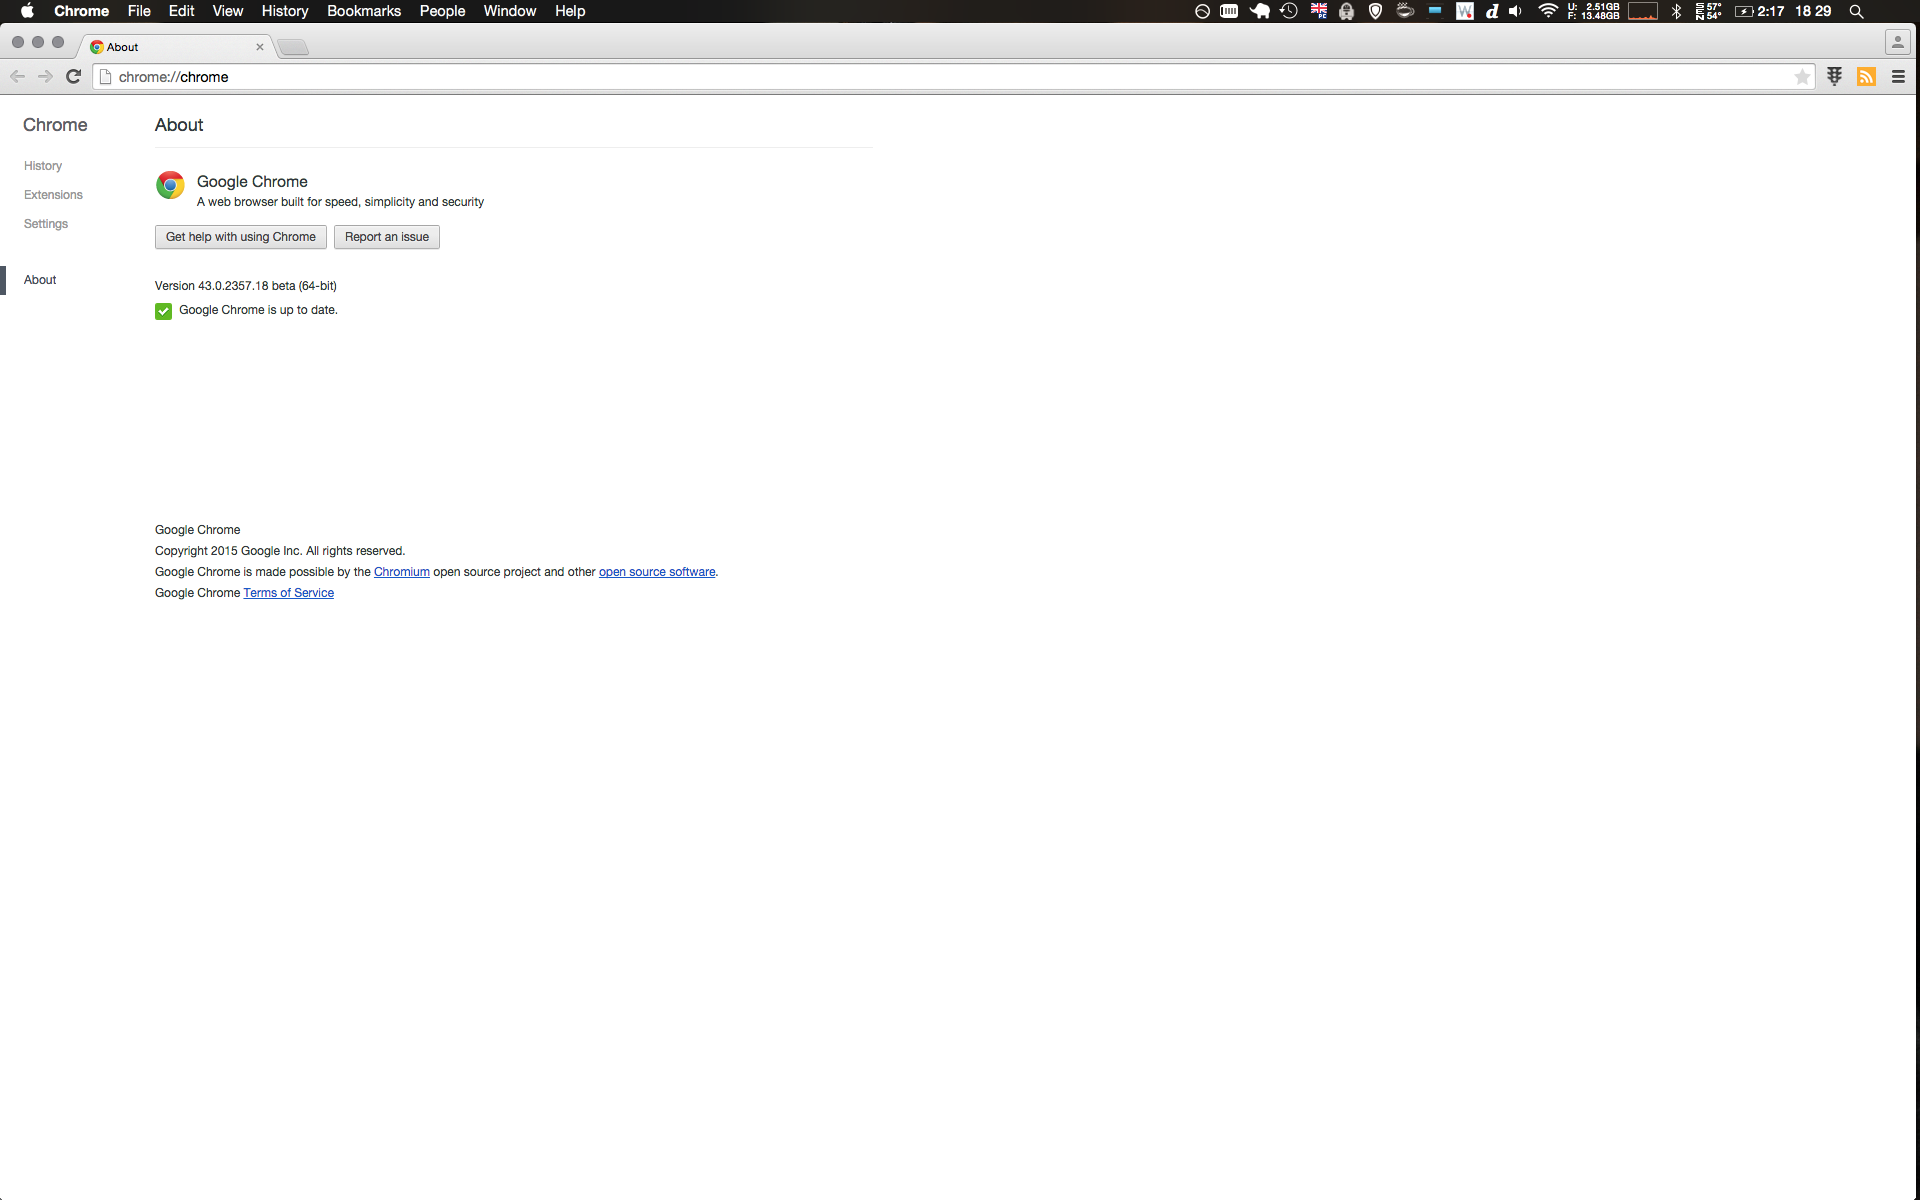 Chrome File Edit View History Bookmarks People Window Help
U: 2.51GB
F: 13.48GB
57°
54°
2:17 18 29
About
chrome://chrome
Chrome
History
Extensions
Settings
About
About
Google Chrome
A web browser built for speed, simplicity and security
Get help with using Chrome Report an issue
Version 43.0.2357.18 beta (64-bit)
Google Chrome is up to date.
Google Chrome
Copyright 2015 Google Inc. All rights reserved.
Google Chrome is made possible by the Chromium open source project and other open source software.
Google Chrome Terms of Service